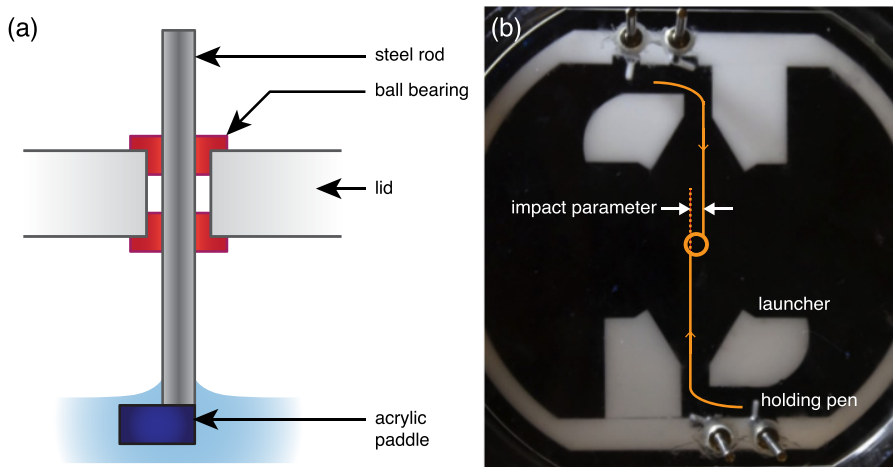 (a)
steel rod
ball bearing
lid
acrylic
paddle
(b)
impact parameter
launcher
holding pen